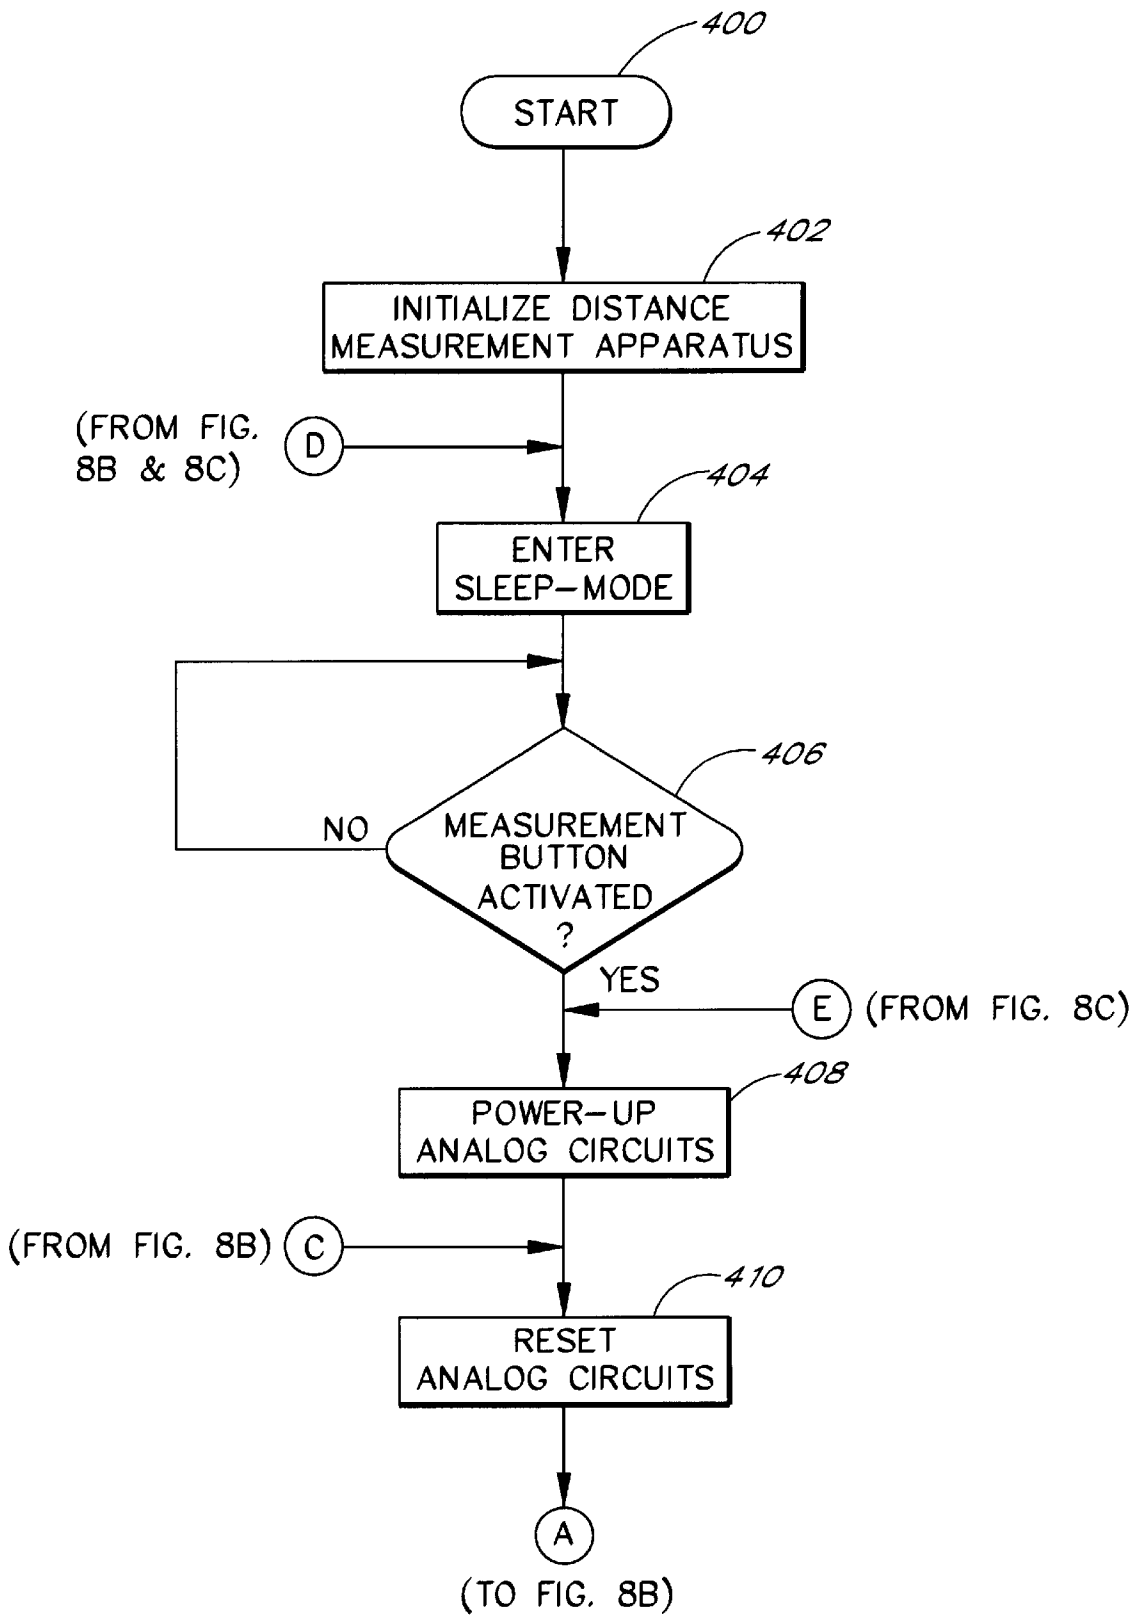 400
START
402
INITIALIZE DISTANCE
MEASUREMENT APPARATUS
(FROM FIG.
8B & 8C)
D
404
ENTER
SLEEP-MODE
406
NO
MEASUREMENT
BUTTON
ACTIVATED
?
YES
E
(FROM FIG. 8C)
408
POWER-UP
ANALOG CIRCUITS
(FROM FIG. 8B)
C
410
RESET
ANALOG CIRCUITS
A
(TO FIG. 8B)